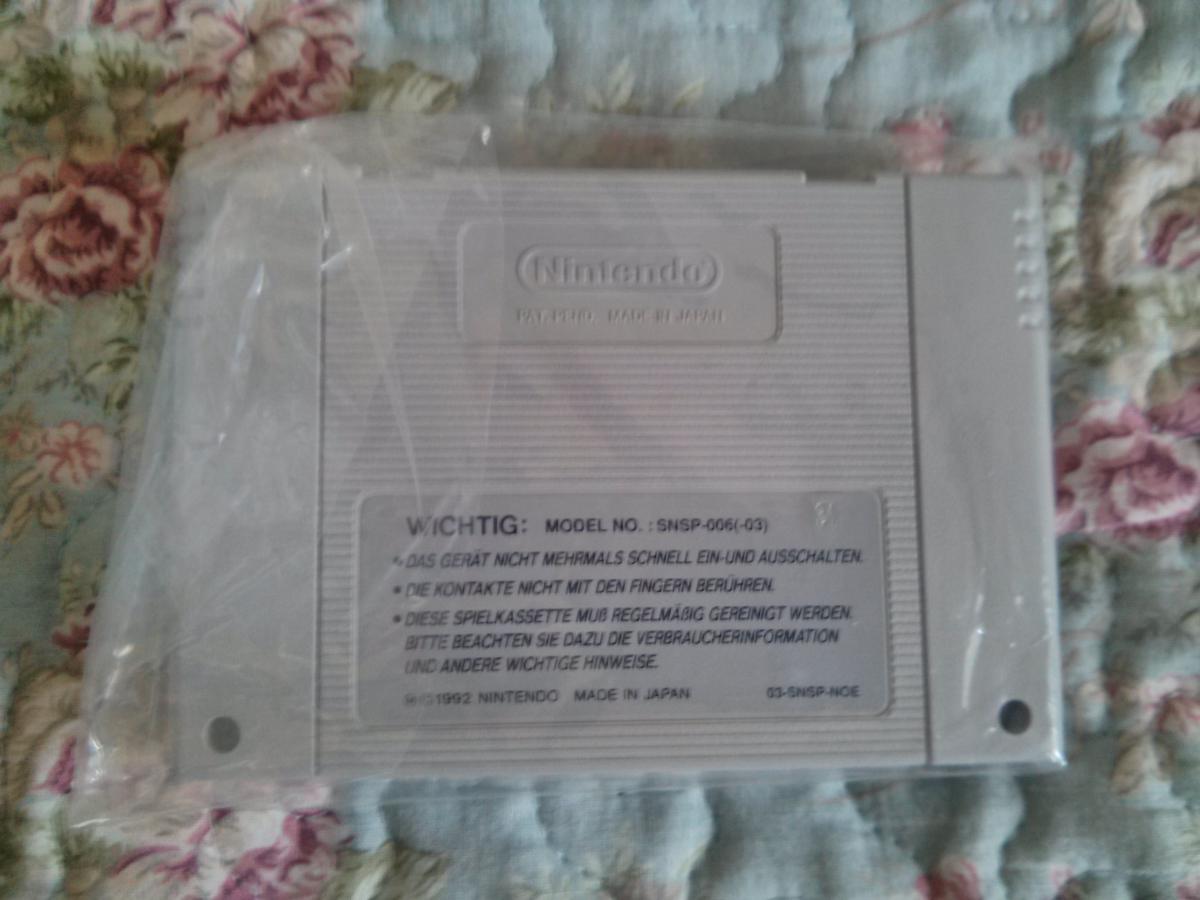 Nintendo®
PAT. PEND. MADE IN JAPAN
WICHTIG: MODEL NO. : SNSP-006(-03)
• DAS GERÄT NICHT MEHRMALS SCHNELL EIN-UND AUSSCHALTEN.
• DIE KONTAKTE NICHT MIT DEN FINGERN BERÜHREN.
• DIESE SPIELKASSETTE MUß REGELMÄßIG GEREINIGT WERDEN.
BITTE BEACHTEN SIE DAZU DIE VERBRAUCHERINFORMATION
UND ANDERE WICHTIGE HINWEISE.
℗©1992 NINTENDO MADE IN JAPAN 03-SNSP-NOE